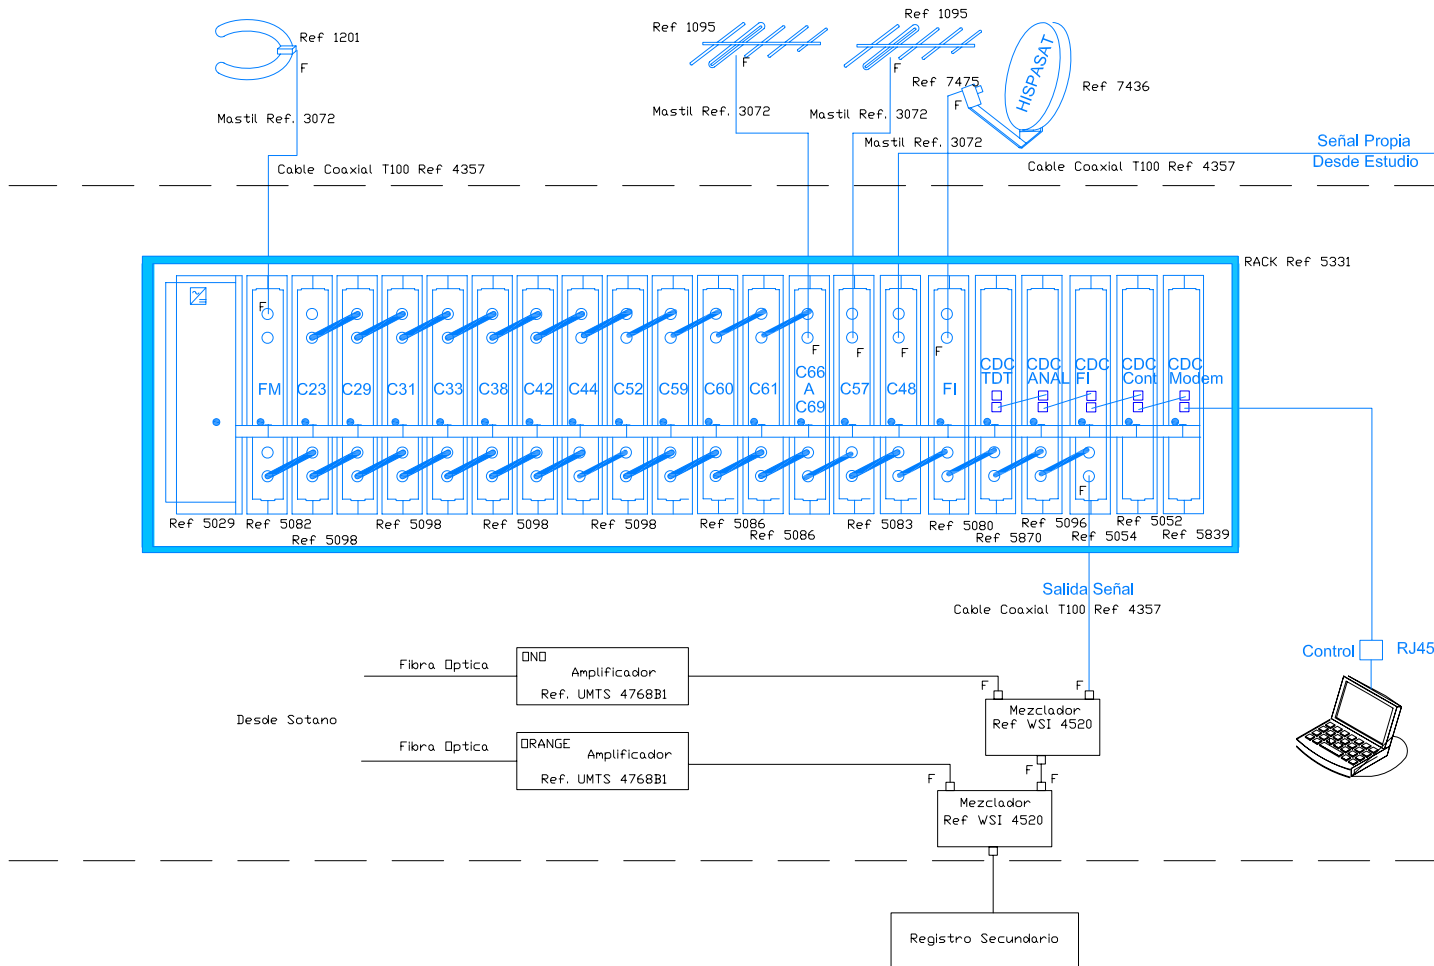 Ref 1201
F
Mastil Ref. 3072
Cable Coaxial T100 Ref 4357
Ref 1095
F
Mastil Ref. 3072
Ref 1095
F
Mastil Ref. 3072
Ref 7475
F
HISPASAT
Ref 7436
Mastil Ref. 3072
Cable Coaxial T100 Ref 4357
Señal Propia
Desde Estudio
RACK Ref 5331
F
F
F
F
F
FM
C23
C29
C31
C33
C38
C42
C44
C52
C59
C60
C61
C66
A
C69
C57
C48
FI
CDC
TDT
CDC
ANAL
CDC
FI
CDC
Cont
CDC
Modem
F
Ref 5029
Ref 5082
Ref 5098
Ref 5098
Ref 5098
Ref 5098
Ref 5086
Ref 5086
Ref 5083
Ref 5080
Ref 5870
Ref 5096
Ref 5054
Ref 5052
Ref 5839
Salida Señal
Cable Coaxial T100 Ref 4357
Control
RJ45
Fibra Optica
ONO
Amplificador
Ref. UMTS 4768B1
F
F
Mezclador
Ref WSI 4520
Desde Sotano
Fibra Optica
ORANGE
Amplificador
Ref. UMTS 4768B1
F
F
F
Mezclador
Ref WSI 4520
Registro Secundario